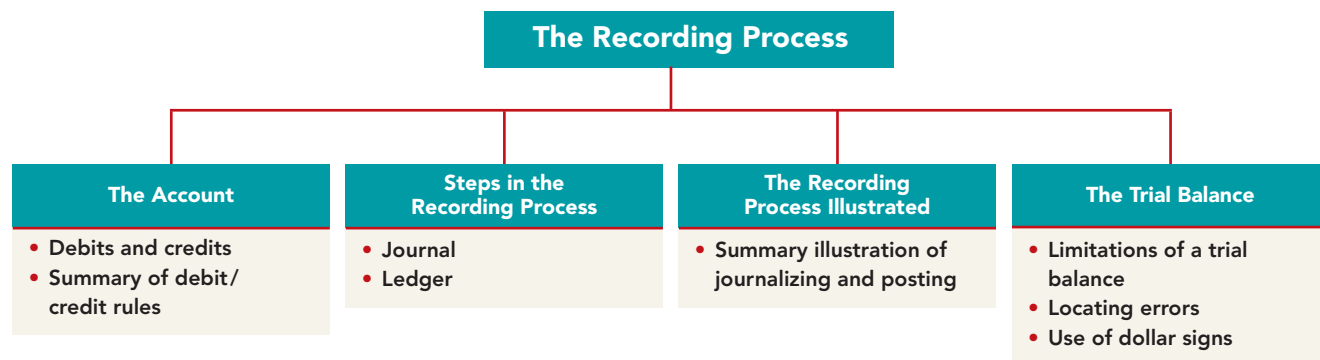 The Recording Process
The Account
• Debits and credits
• Summary of debit/
credit rules
Steps in the
Recording Process
• Journal
• Ledger
The Recording
Process Illustrated
• Summary illustration of
journalizing and posting
The Trial Balance
• Limitations of a trial
balance
• Locating errors
• Use of dollar signs